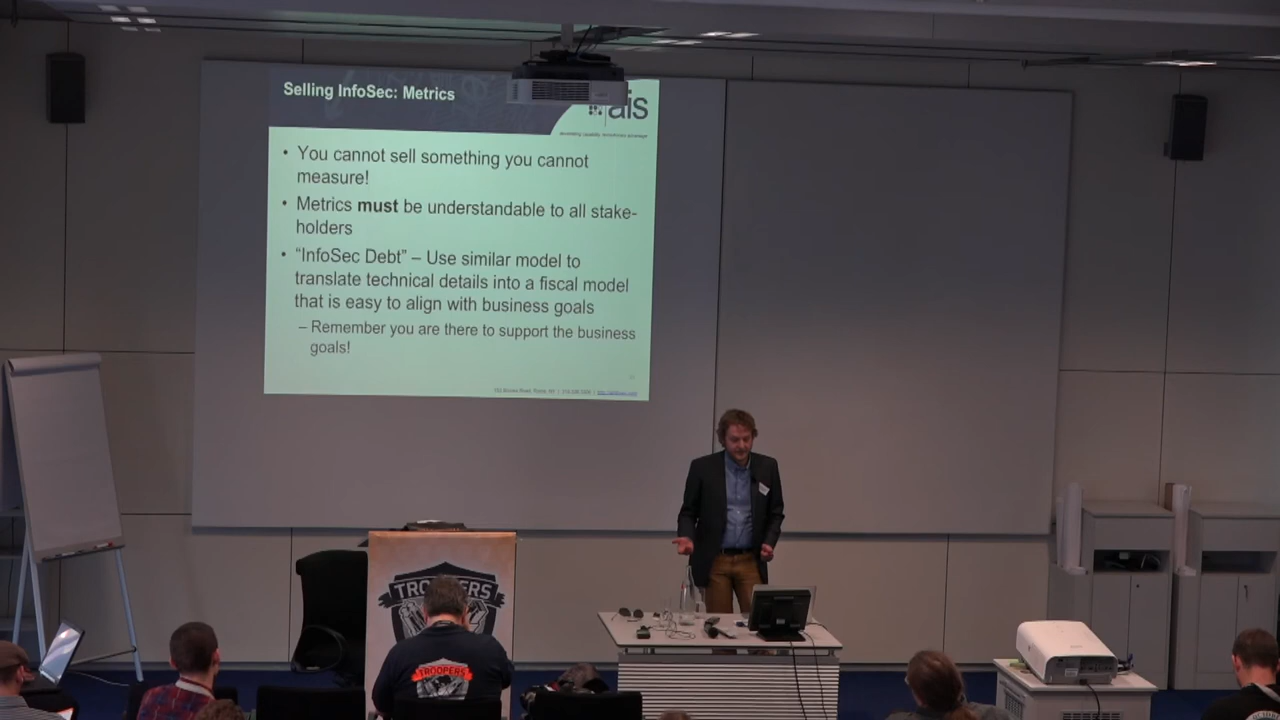 Selling InfoSec: Metrics
ais
• You cannot sell something you cannot
measure!
• Metrics must be understandable to all stake-
holders
• “InfoSec Debt” – Use similar model to
translate technical details into a fiscal model
that is easy to align with business goals
– Remember you are there to support the business
goals!
TROOPERS
TROOPERS